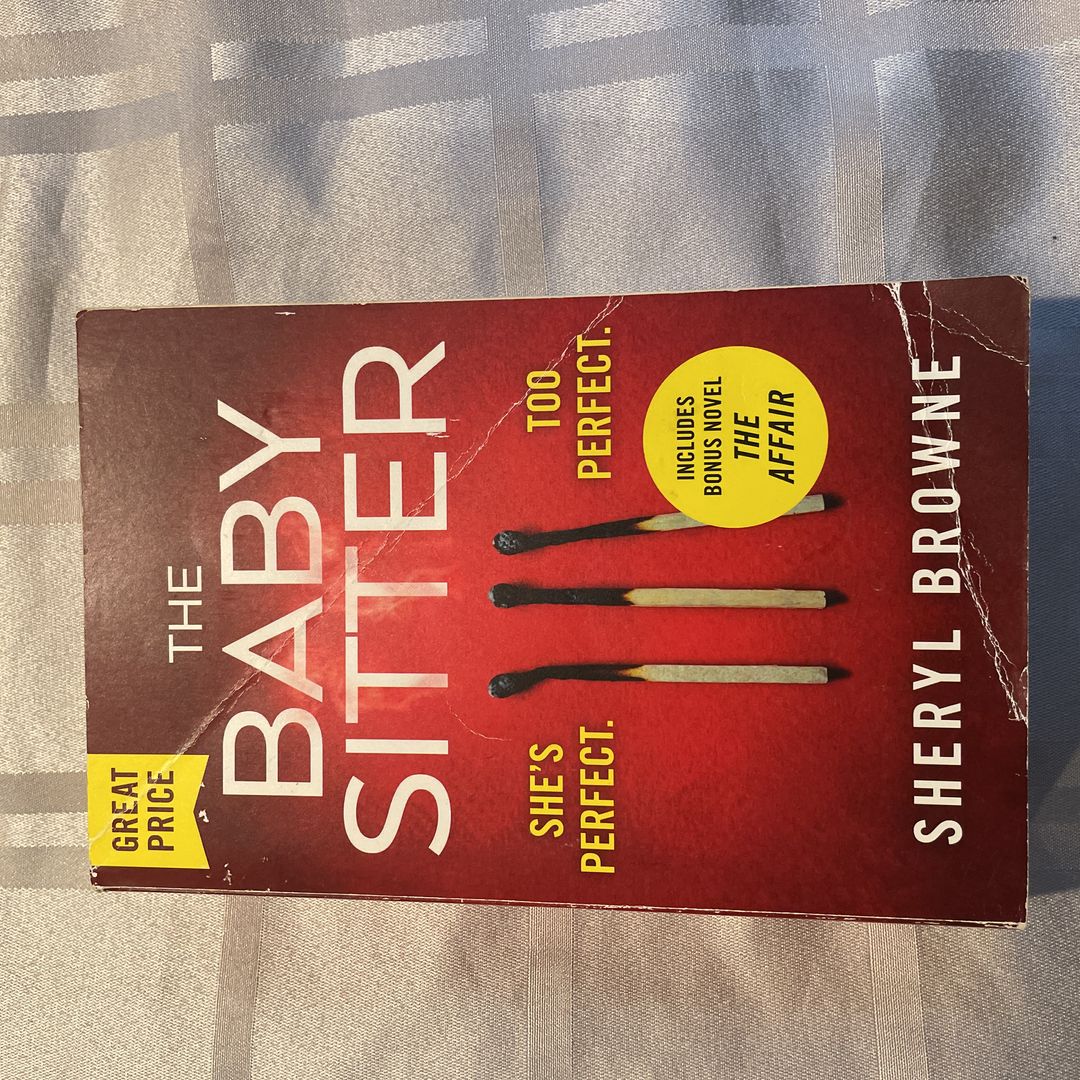 GREAT
PRICE
THE
BABY
SITTER
SHE'S
PERFECT.
TOO
PERFECT.
INCLUDES
BONUS NOVEL
THE
AFFAIR
SHERYL BROWNE